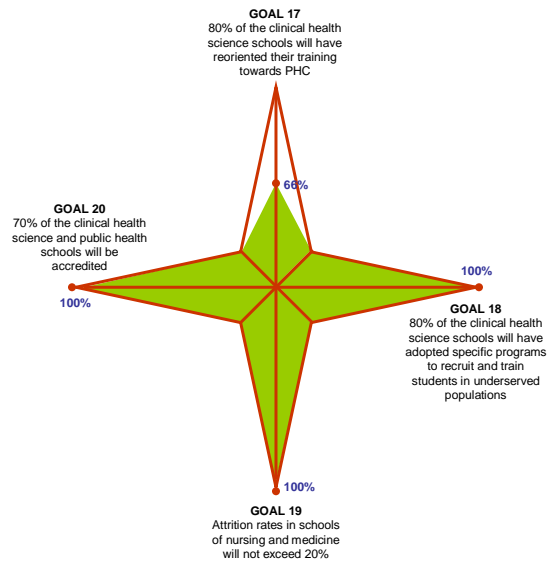 GOAL 17
80% of the clinical health
science schools will have
reoriented their training
towards PHC
66%
GOAL 20
70% of the clinical health
science and public health
schools will be
accredited
100%
100%
GOAL 18
80% of the clinical health
science schools will have
adopted specific programs
to recruit and train
students in underserved
populations
100%
GOAL 19
Attrition rates in schools
of nursing and medicine
will not exceed 20%